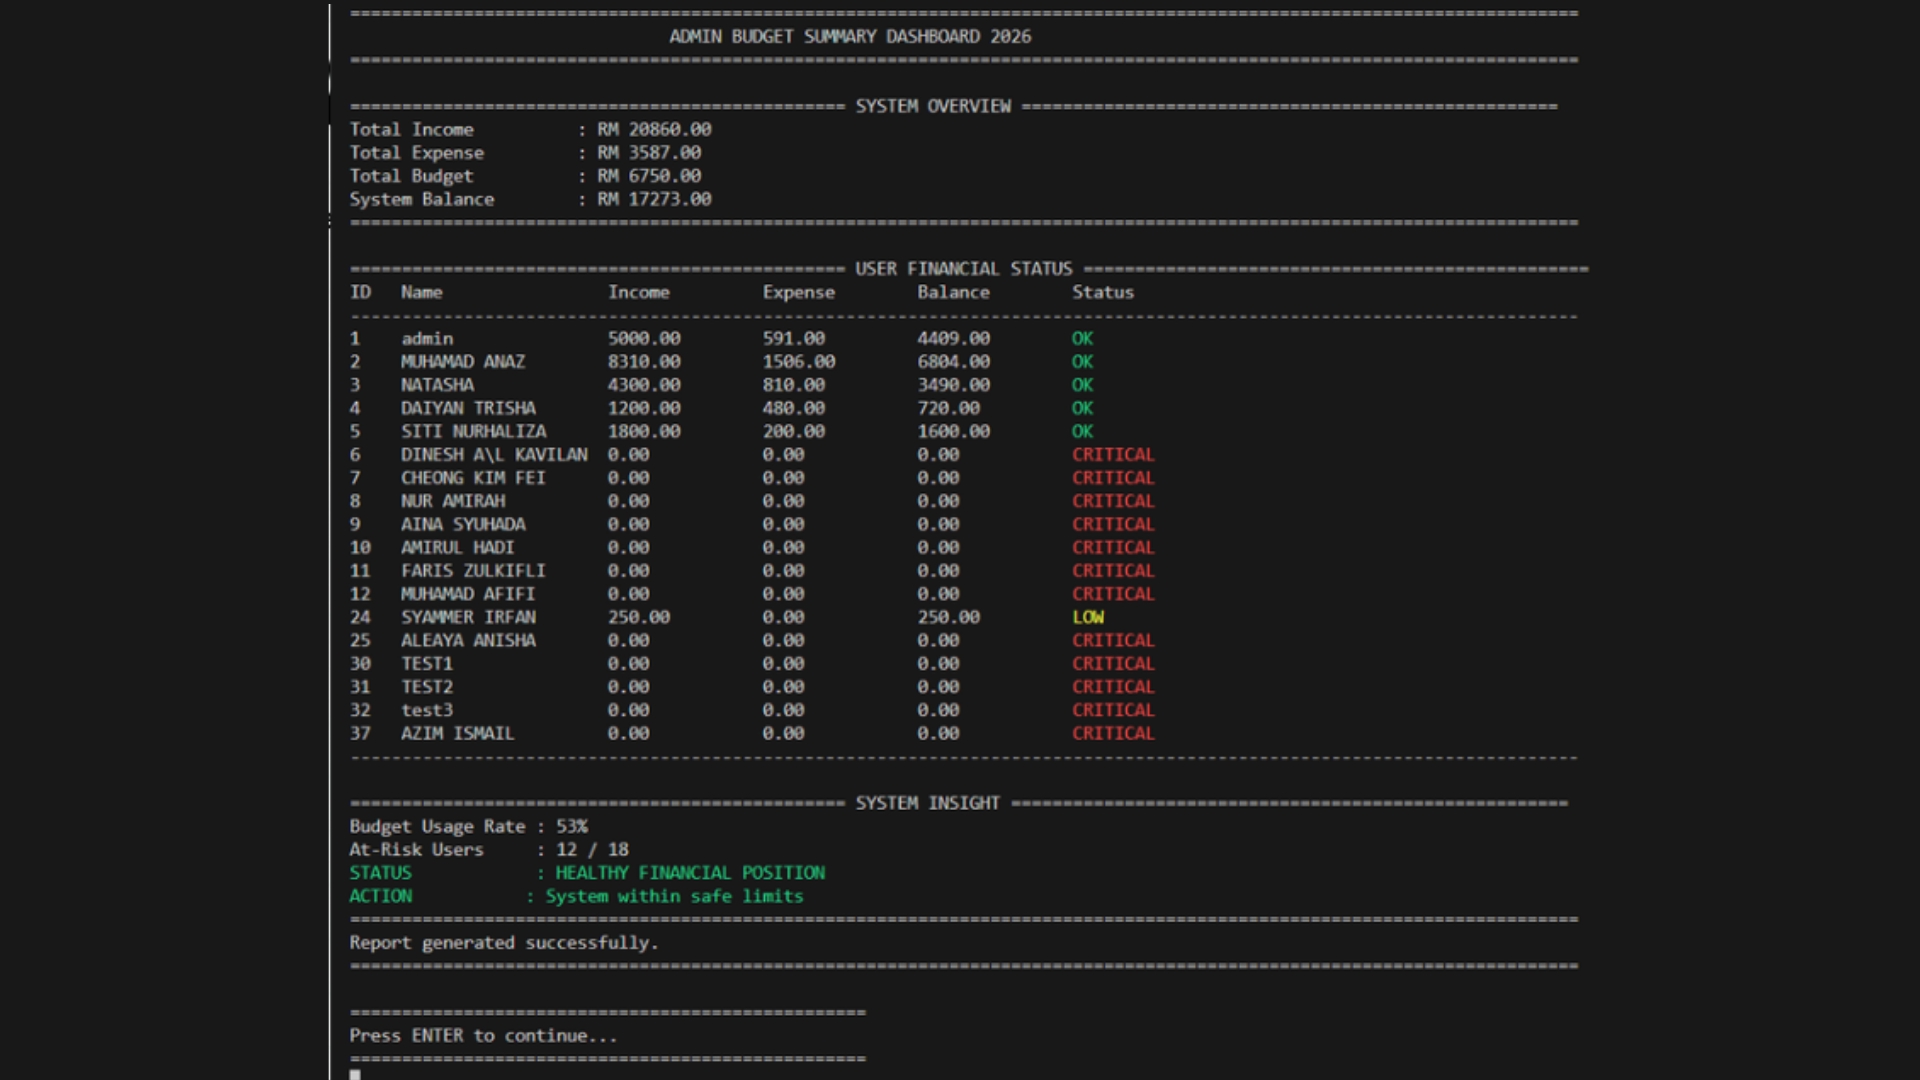 ====================================================================
ADMIN BUDGET SUMMARY DASHBOARD 2026
====================================================================
================================================ SYSTEM OVERVIEW ====================================================
Total Income : RM 20860.00
Total Expense : RM 3587.00
Total Budget : RM 6750.00
System Balance : RM 17273.00
====================================================================
================================================ USER FINANCIAL STATUS =================================================
ID Name Income Expense Balance Status
--------------------------------------------------------------------
1 admin 5000.00 591.00 4409.00 OK
2 MUHAMAD ANAZ 8310.00 1506.00 6804.00 OK
3 NATASHA 4300.00 810.00 3490.00 OK
4 DAIYAN TRISHA 1200.00 480.00 720.00 OK
5 SITI NURHALIZA 1800.00 200.00 1600.00 OK
6 DINESH A\L KAVILAN 0.00 0.00 0.00 CRITICAL
7 CHEONG KIM FEI 0.00 0.00 0.00 CRITICAL
8 NUR AMIRAH 0.00 0.00 0.00 CRITICAL
9 AINA SYUHADA 0.00 0.00 0.00 CRITICAL
10 AMIRUL HADI 0.00 0.00 0.00 CRITICAL
11 FARIS ZULKIFLI 0.00 0.00 0.00 CRITICAL
12 MUHAMAD AFIFI 0.00 0.00 0.00 CRITICAL
24 SYAMMER IRFAN 250.00 0.00 250.00 LOW
25 ALEAYA ANISHA 0.00 0.00 0.00 CRITICAL
30 TEST1 0.00 0.00 0.00 CRITICAL
31 TEST2 0.00 0.00 0.00 CRITICAL
32 test3 0.00 0.00 0.00 CRITICAL
37 AZIM ISMAIL 0.00 0.00 0.00 CRITICAL
--------------------------------------------------------------------
================================================ SYSTEM INSIGHT ======================================================
Budget Usage Rate : 53%
At-Risk Users : 12 / 18
STATUS : HEALTHY FINANCIAL POSITION
ACTION : System within safe limits
====================================================================
Report generated successfully.
====================================================================
==================================================
Press ENTER to continue...
==================================================